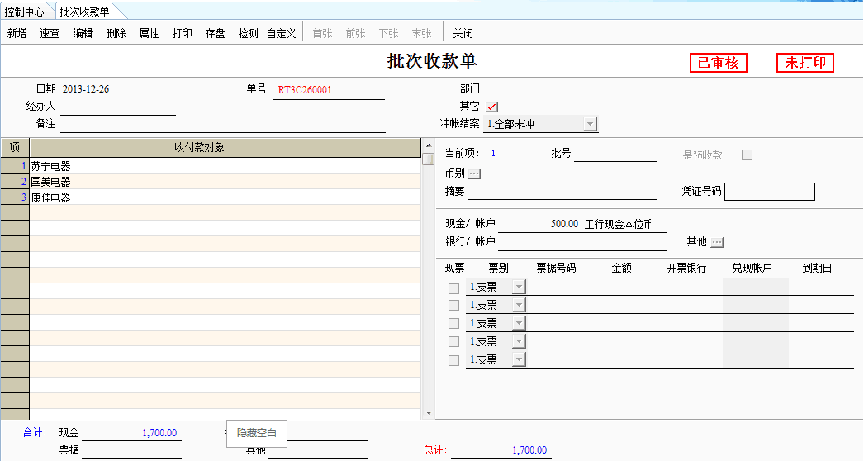 控制中心 批次收款单
新增 速查 编辑 删除 属性 打印 存盘 检测 自定义 首张 前张 下张 末张 关闭
批次收款单 已审核 未打印
日期 2013-12-26 单号 部门
经办人 其它
备注 冲帐结案 1.全部未冲
项 收付款对象 当前项: 1 批号 是否收款
1 苏宁电器 币别
2 国美电器 摘要 凭证号码
3 康佳电器
现金/帐户 500.00 工行现金本位币
银行/帐户 其他
现票 票别 票据号码 金额 开票银行 兑现帐户 到期日
1.支票
1.支票
1.支票
1.支票
1.支票
合计 现金 1,700.00 隐藏空白
票据 其他 总计: 1,700.00